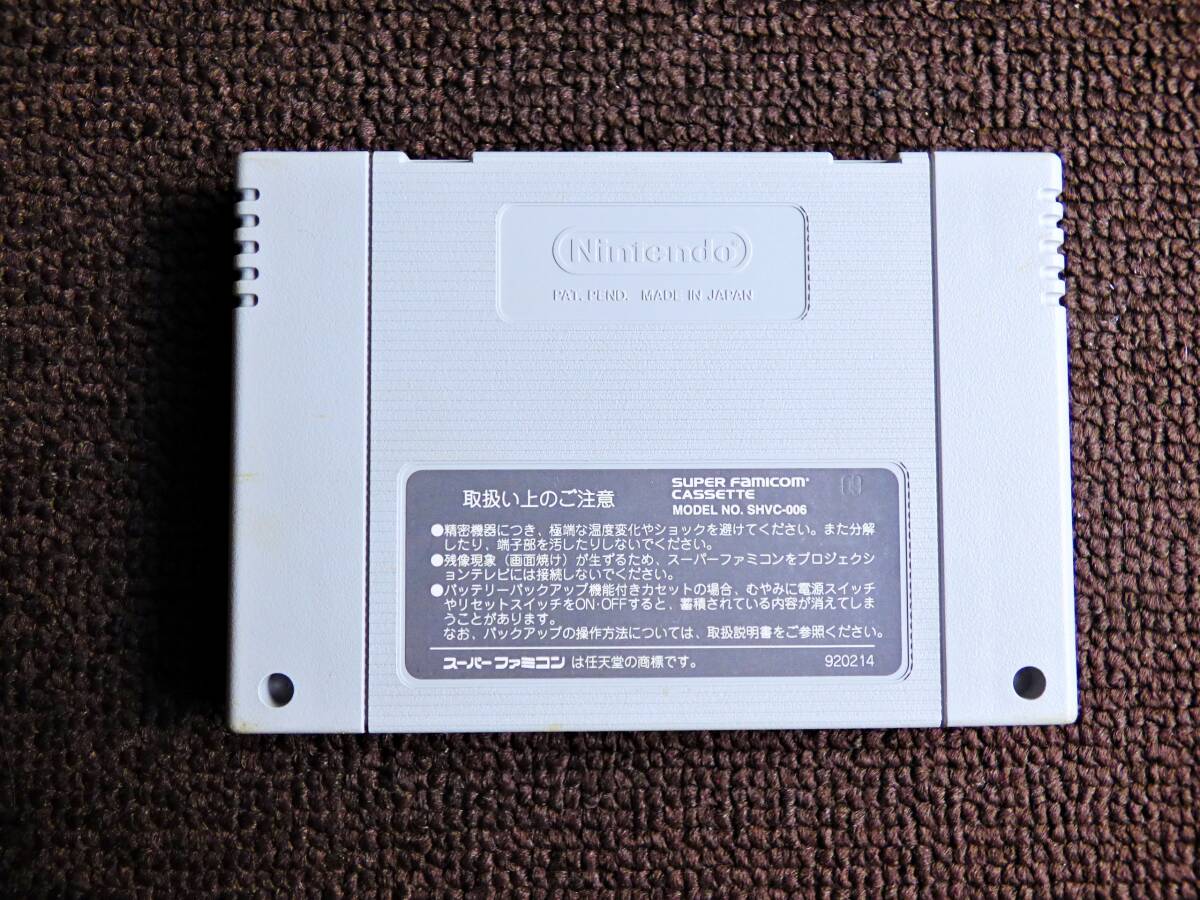 Nintendo®
PAT. PEND. MADE IN JAPAN
取扱い上のご注意
SUPER FAMICOM®
CASSETTE
MODEL NO. SHVC-006
●精密機器につき、極端な温度変化やショックを避けてください。また分解
したり、端子部を汚したりしないでください。
●残像現象(画面焼け)が生ずるため、スーパーファミコンをプロジェクシ
ョンテレビには接続しないでください。
●バッテリーバックアップ機能付きカセットの場合、むやみに電源スイッチ
やリセットスイッチをON·OFFすると、蓄積されている内容が消えてしま
うことがあります。
なお、バックアップの操作方法については、取扱説明書をご参照ください。
スーパーファミコン は任天堂の商標です。 920214